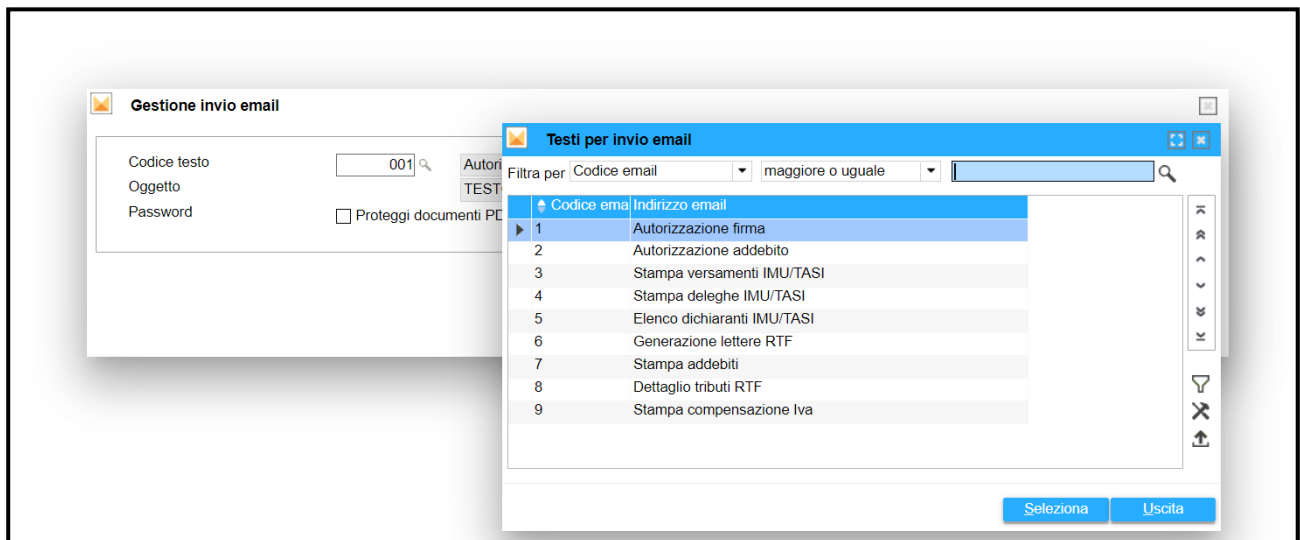 Gestione invio email
Codice testo 001 Autori
Oggetto TEST
Password Proteggi documenti PD
Testi per invio email
Filtra per Codice email maggiore o uguale
Codice ema Indirizzo email
1 Autorizzazione firma
2 Autorizzazione addebito
3 Stampa versamenti IMU/TASI
4 Stampa deleghe IMU/TASI
5 Elenco dichiaranti IMU/TASI
6 Generazione lettere RTF
7 Stampa addebiti
8 Dettaglio tributi RTF
9 Stampa compensazione Iva
Seleziona Uscita